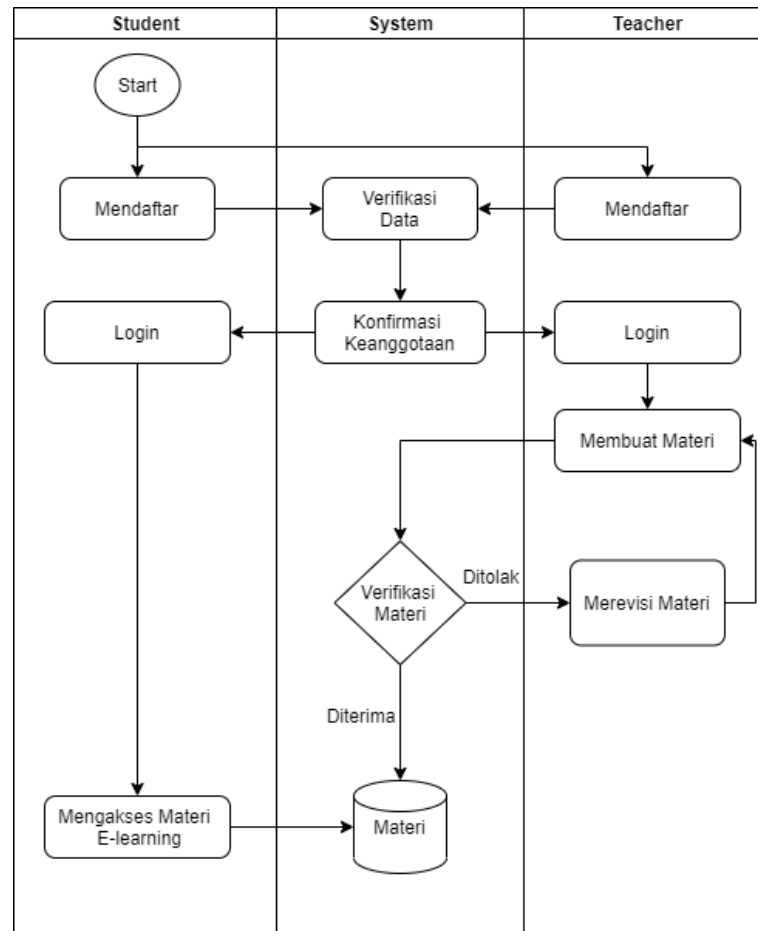 Student
System
Teacher
Start
Mendaftar
Verifikasi
Data
Mendaftar
Login
Konfirmasi
Keanggotaan
Login
Membuat Materi
Verifikasi
Materi
Ditolak
Merevisi Materi
Diterima
Mengakses Materi
E-learning
Materi